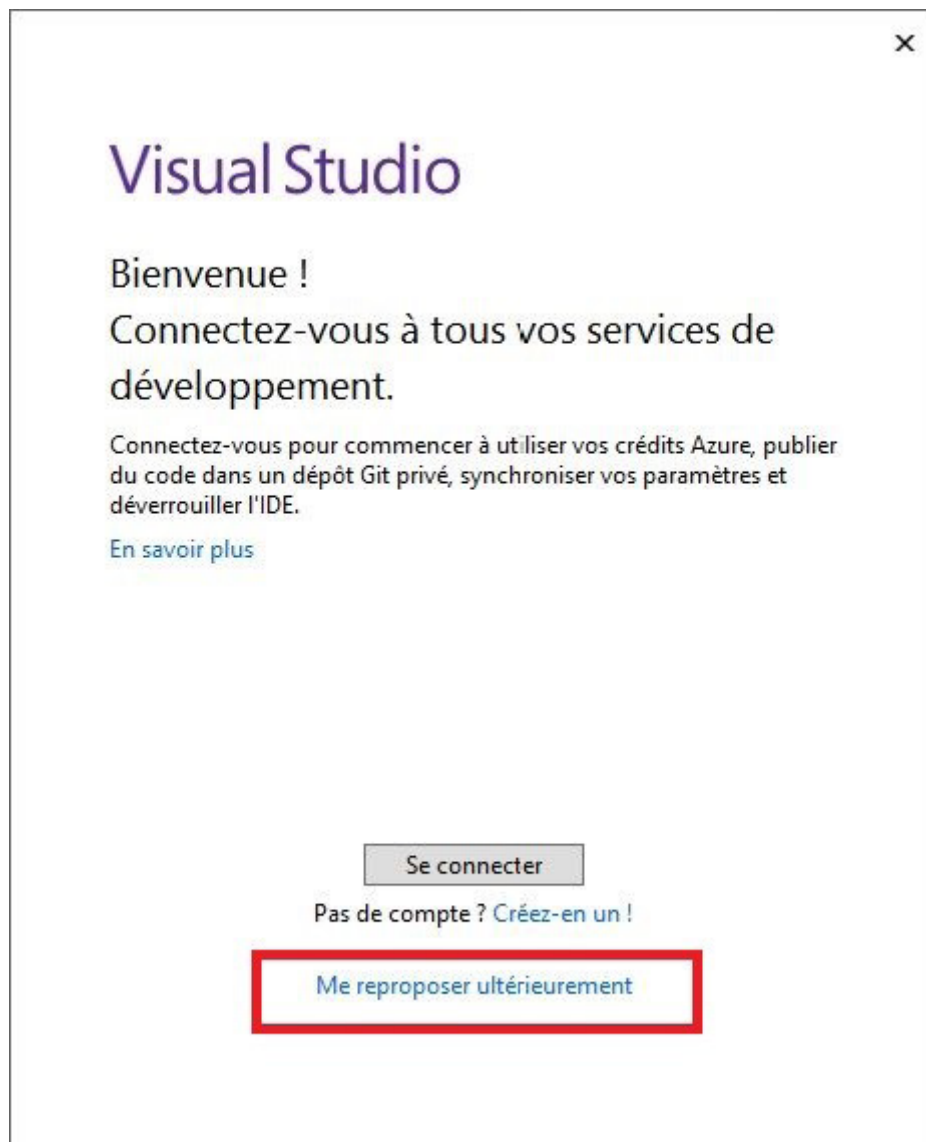 Visual Studio
Bienvenue !
Connectez-vous à tous vos services de
développement.
Connectez-vous pour commencer à utiliser vos crédits Azure, publier
du code dans un dépôt Git privé, synchroniser vos paramètres et
déverrouiller l'IDE.
En savoir plus
Se connecter
Pas de compte ? Créez-en un !
Me reproposer ultérieurement